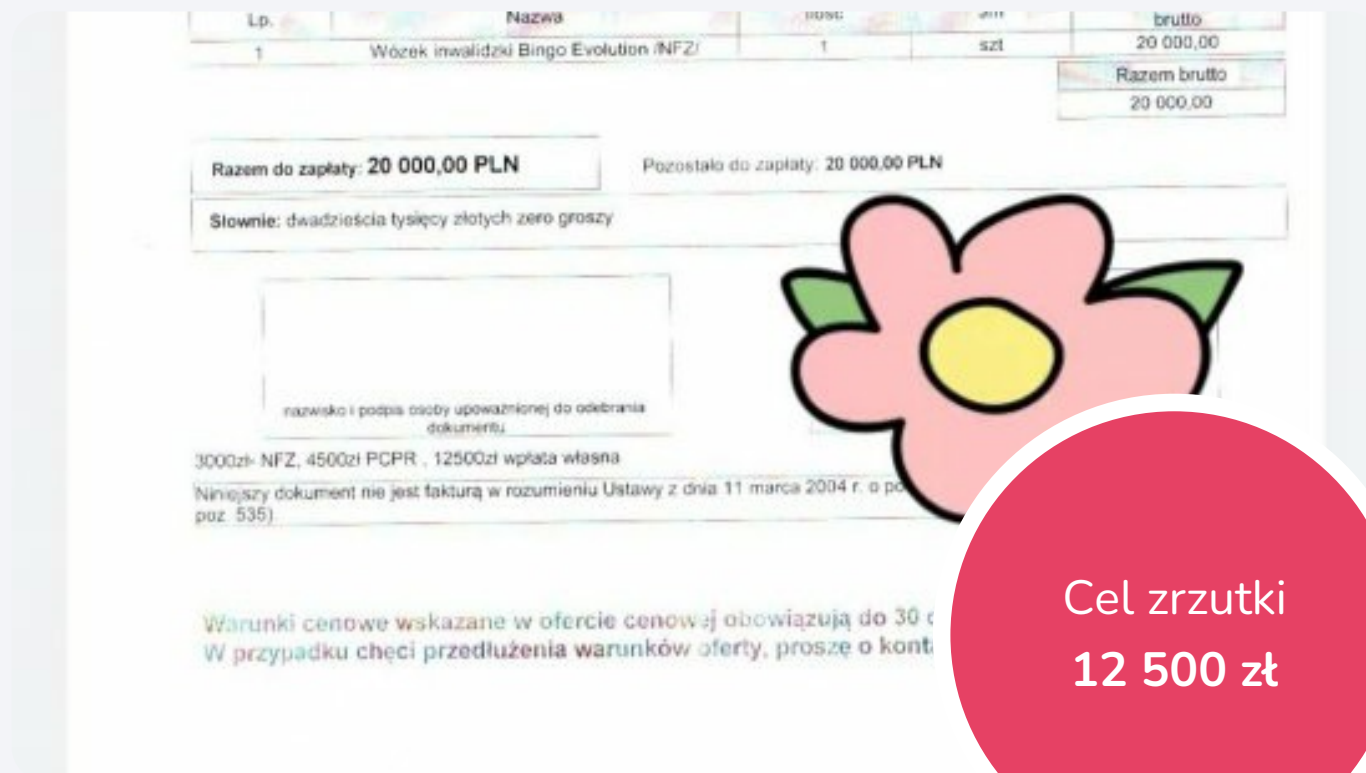 Lp. Nazwa Ilość Jm brutto
1 Wózek inwalidzki Bingo Evolution /NFZ/ 1 szt 20 000,00
Razem brutto
20 000,00
Razem do zapłaty: 20 000,00 PLN Pozostało do zapłaty: 20 000,00 PLN
Słownie: dwadzieścia tysięcy złotych zero groszy
nazwisko i podpis osoby upoważnionej do odebrania
dokumentu
3000zł- NFZ, 4500zł PCPR , 12500zł wpłata własna
Niniejszy dokument nie jest fakturą w rozumieniu Ustawy z dnia 11 marca 2004 r. o po
poz. 535)
Warunki cenowe wskazane w ofercie cenowej obowiązują do 30
W przypadku chęci przedłużenia warunków oferty, proszę o kont
Cel zrzutki
12 500 zł